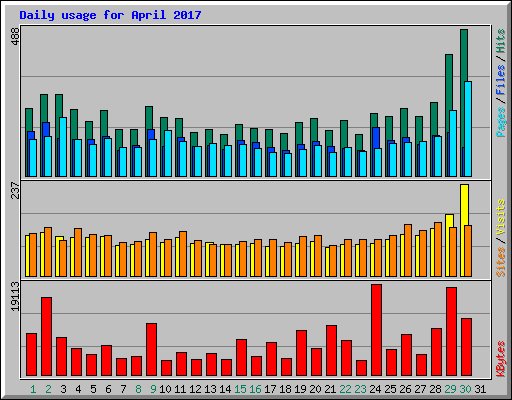 Daily usage for April 2017
488
Pages/Files/Hits
237
Sites/Visits
19113
KBytes
1 2 3 4 5 6 7 8 9 10 11 12 13 14 15 16 17 18 19 20 21 22 23 24 25 26 27 28 29 30 31